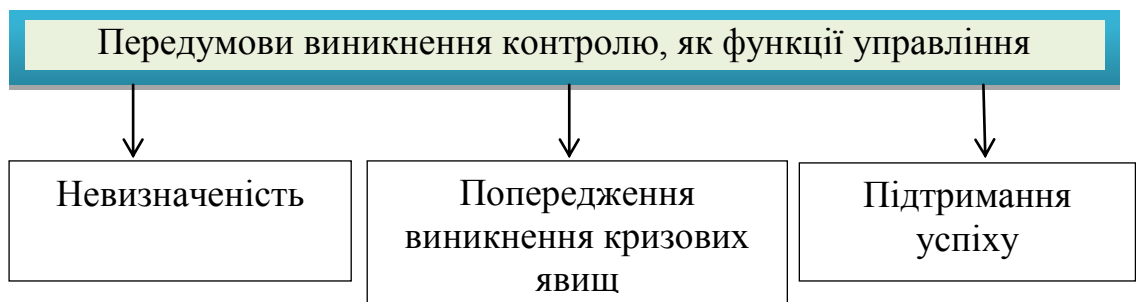 Передумови виникнення контролю, як функції управління
Невизначеність
Попередження
виникнення кризових
явищ
Підтримання
успіху